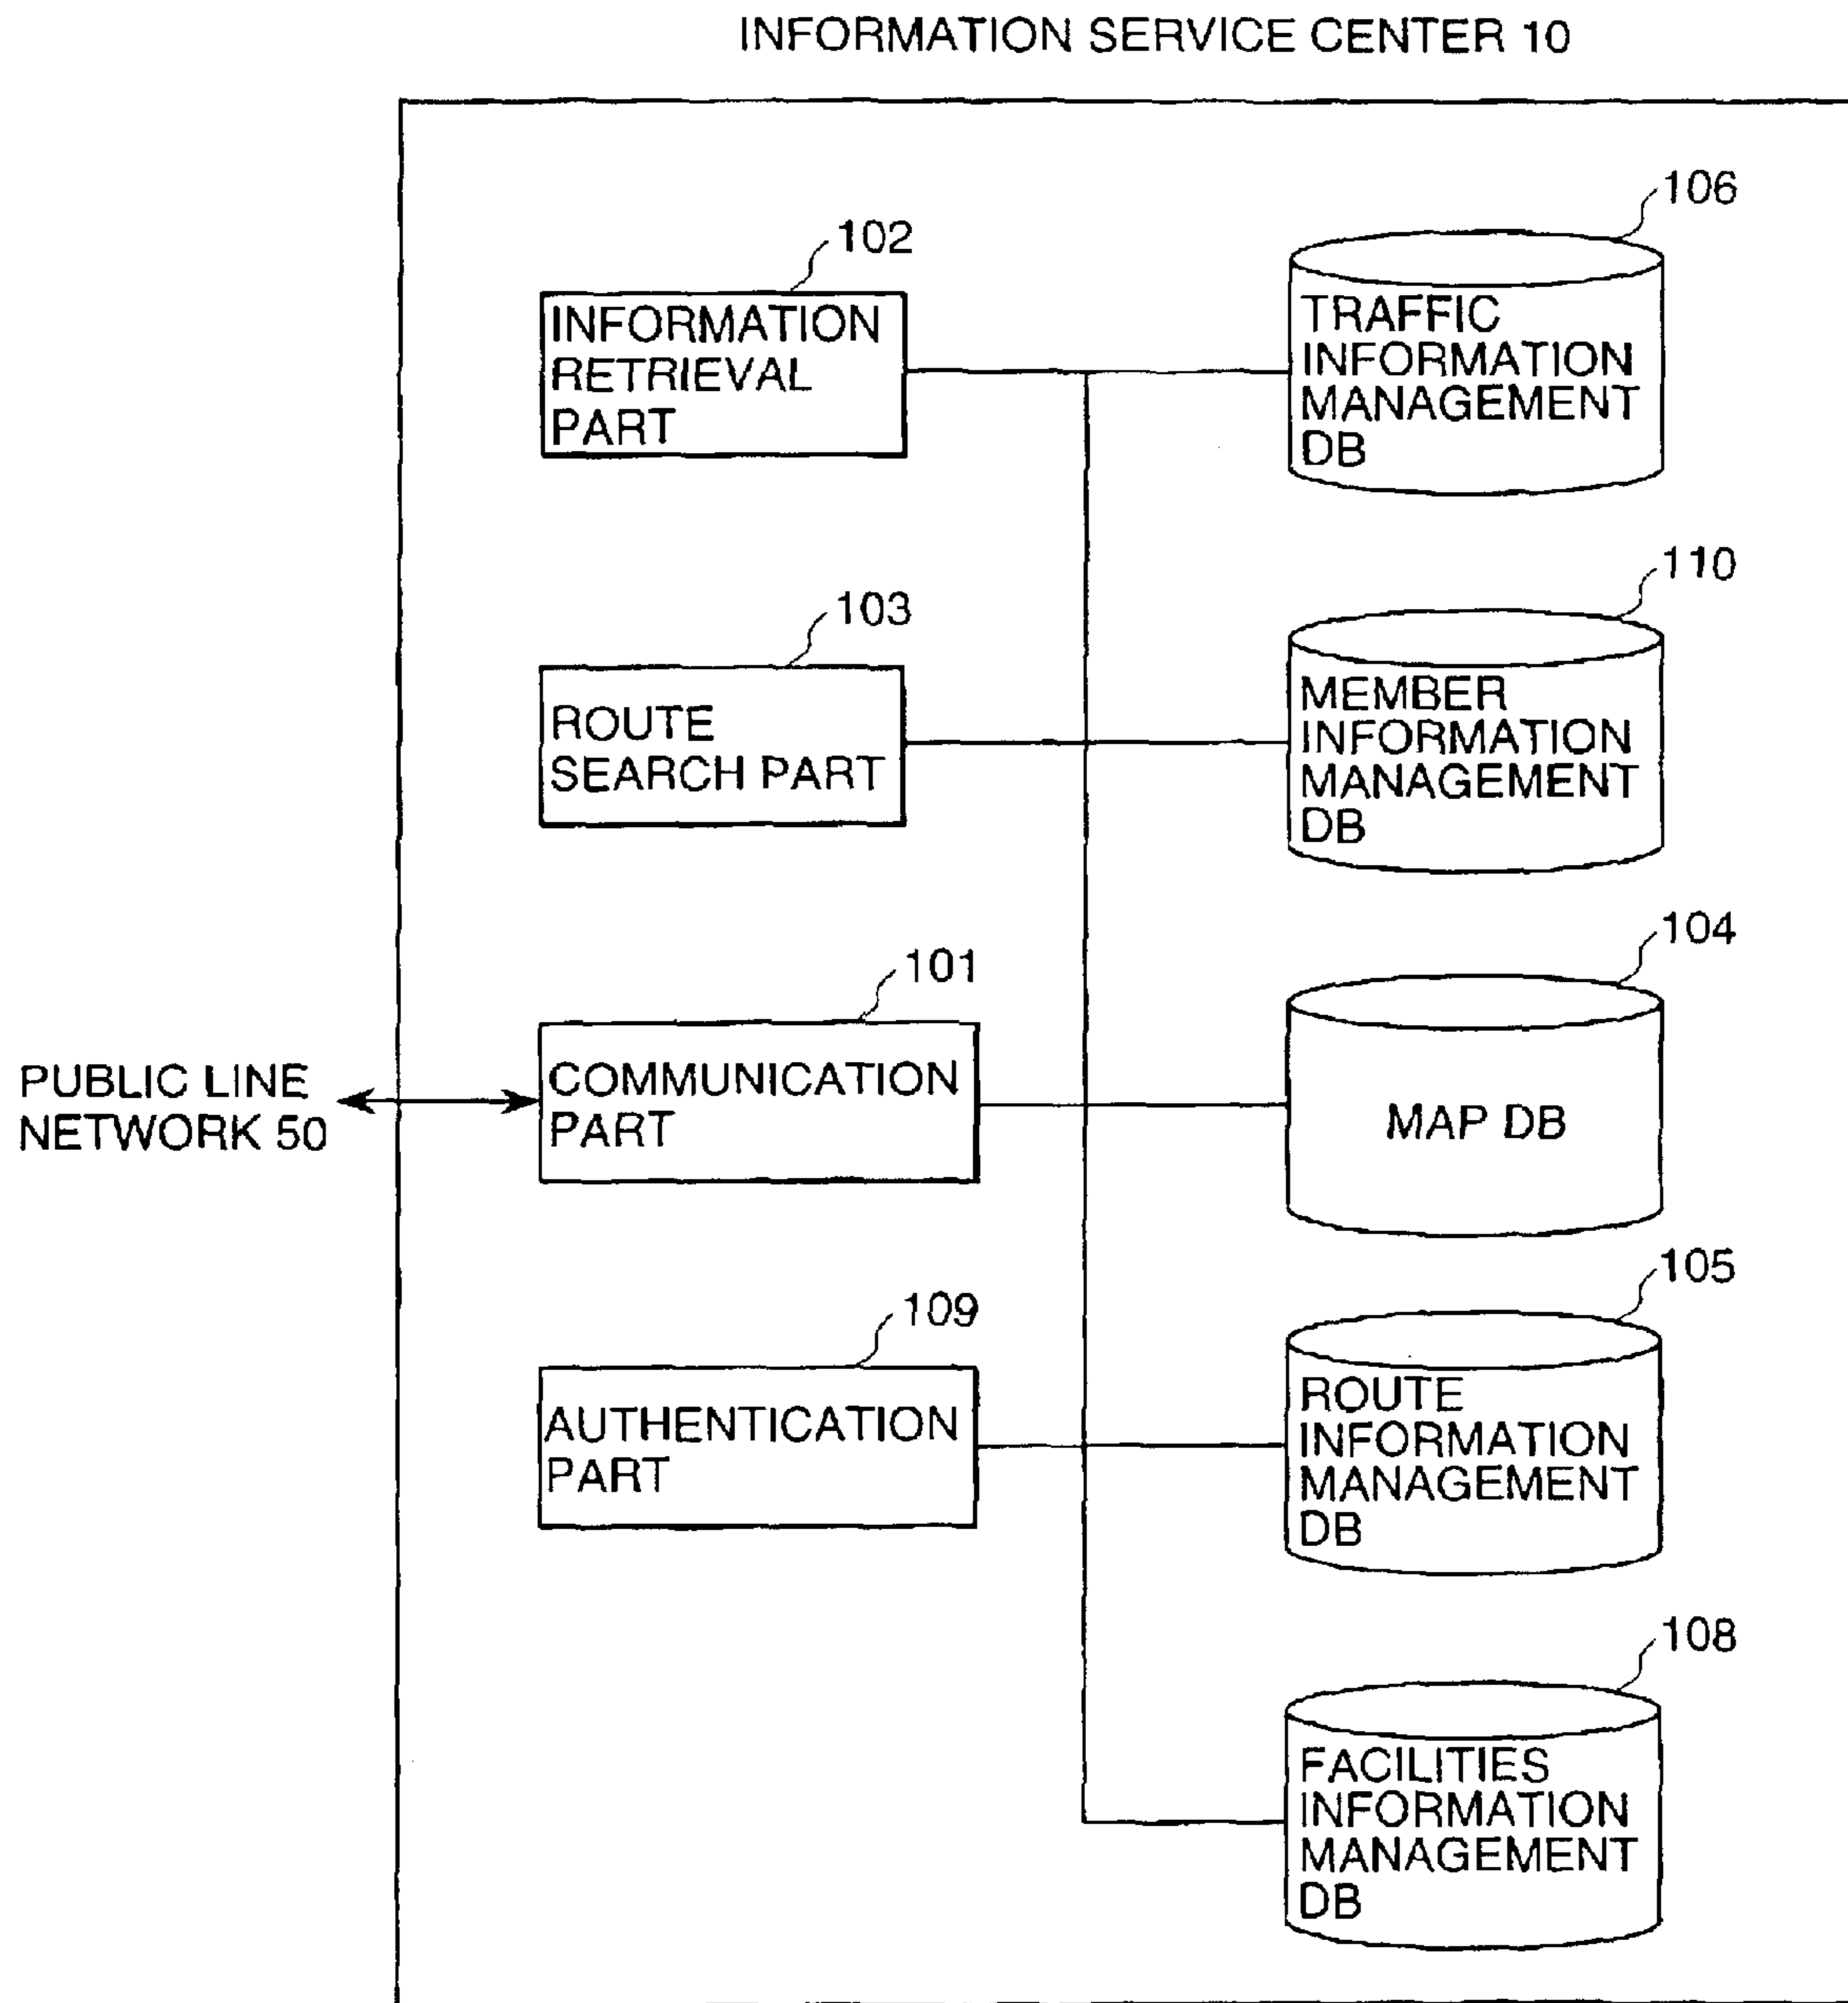 INFORMATION SERVICE CENTER 10
106
102
INFORMATION
RETRIEVAL
PART
TRAFFIC
INFORMATION
MANAGEMENT
DB
110
103
ROUTE
SEARCH PART
MEMBER
INFORMATION
MANAGEMENT
DB
104
101
PUBLIC LINE
NETWORK 50
COMMUNICATION
PART
MAP DB
105
109
AUTHENTICATION
PART
ROUTE
INFORMATION
MANAGEMENT
DB
108
FACILITIES
INFORMATION
MANAGEMENT
DB